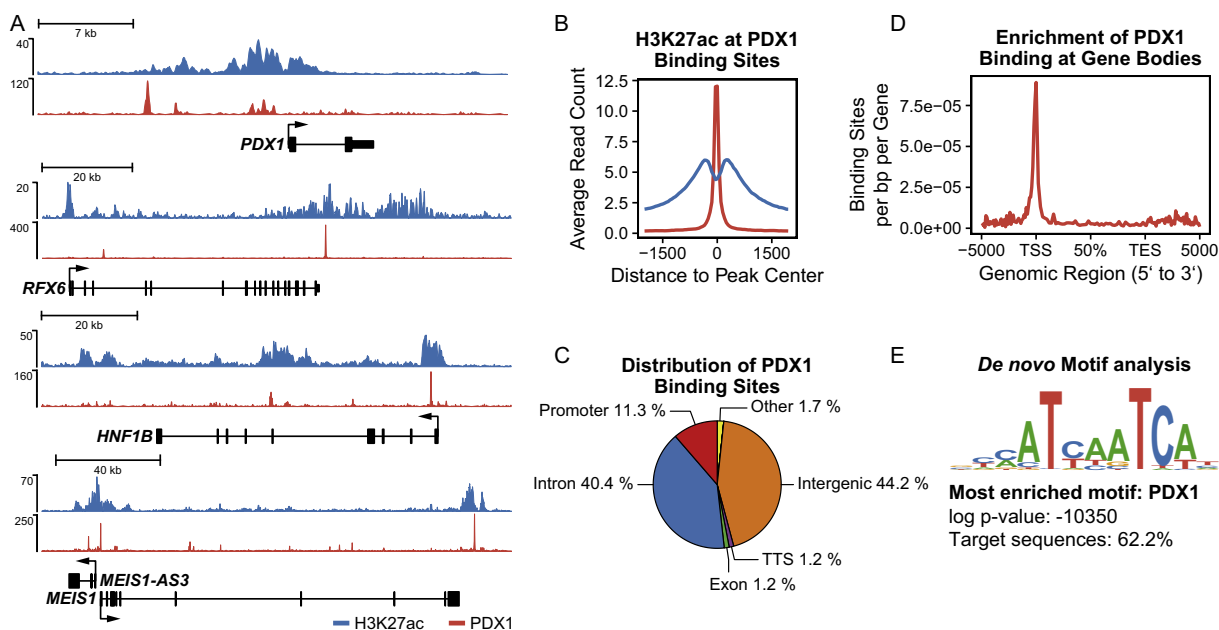 A
7 kb
40
120
PDX1
20 kb
20
400
RFX6
20 kb
50
160
HNF1B
40 kb
70
250
MEIS1-AS3
MEIS1
H3K27ac
PDX1
B
H3K27ac at PDX1
Binding Sites
Average Read Count
12.5
10.0
7.5
5.0
2.5
0.0
−1500
0
1500
Distance to Peak Center
C
Distribution of PDX1
Binding Sites
Promoter 11.3 %
Other 1.7 %
Intron 40.4 %
Intergenic 44.2 %
TTS 1.2 %
Exon 1.2 %
D
Enrichment of PDX1
Binding at Gene Bodies
Binding Sites
per bp per Gene
7.5e−05
5.0e−05
2.5e−05
0.0e+00
−5000
TSS
50%
TES
5000
Genomic Region (5‘ to 3‘)
E
De novo Motif analysis
ATCAATCA
Most enriched motif: PDX1
log p-value: -10350
Target sequences: 62.2%